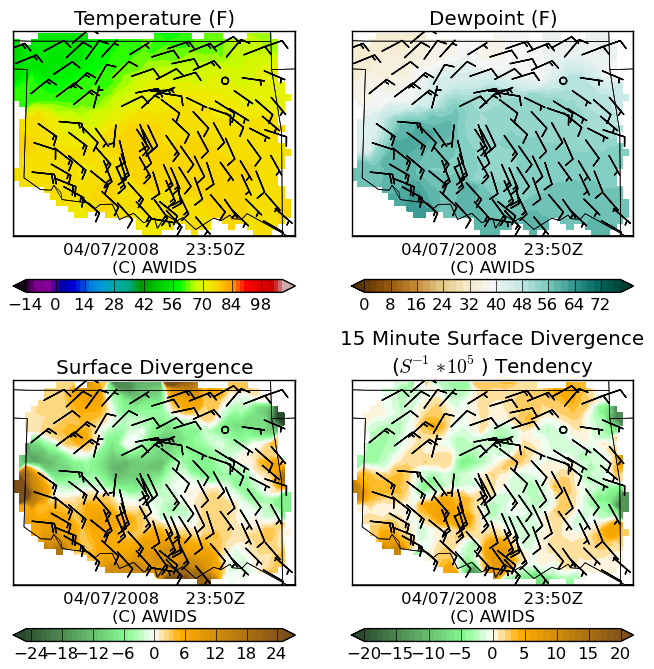 Temperature (F)
Dewpoint (F)
04/07/2008 23:50Z
(C) AWIDS
04/07/2008 23:50Z
(C) AWIDS
−14 0 14 28 42 56 70 84 98
0 8 16 24 32 40 48 56 64 72
Surface Divergence
15 Minute Surface Divergence
(S⁻¹ *10⁵ ) Tendency
04/07/2008 23:50Z
(C) AWIDS
04/07/2008 23:50Z
(C) AWIDS
−24 −18 −12 −6 0 6 12 18 24
−20 −15 −10 −5 0 5 10 15 20